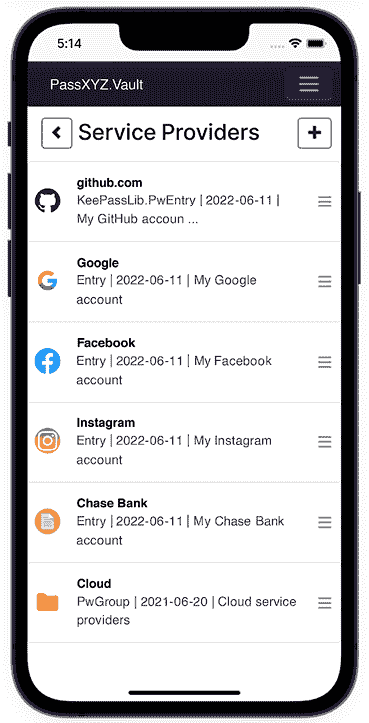 5:14
PassXYZ.Vault
Service Providers
github.com
KeePassLib.PwEntry | 2022-06-11 |
My GitHub accoun ...
Google
Entry | 2022-06-11 | My Google
account
Facebook
Entry | 2022-06-11 | My Facebook
account
Instagram
Entry | 2022-06-11 | My Instagram
account
Chase Bank
Entry | 2022-06-11 | My Chase Bank
account
Cloud
PwGroup | 2021-06-20 | Cloud service
providers